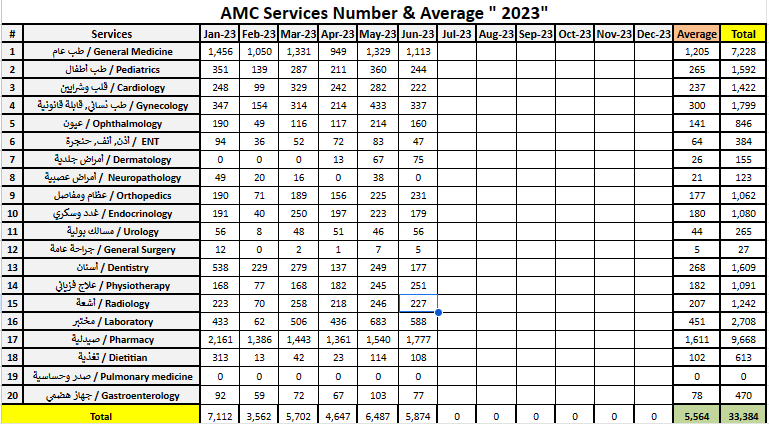 AMC Services Number & Average " 2023"
# Services Jan-23 Feb-23 Mar-23 Apr-23 May-23 Jun-23 Jul-23 Aug-23 Sep-23 Oct-23 Nov-23 Dec-23 Average Total
1 طب عام / General Medicine 1,456 1,050 1,331 949 1,329 1,113 1,205 7,228
2 طب أطفال / Pediatrics 351 139 287 211 360 244 265 1,592
3 قلب وشرايين / Cardiology 248 99 329 242 282 222 237 1,422
4 طب نسائي, قابلة قانونية / Gynecology 347 154 314 214 433 337 300 1,799
5 عيون / Ophthalmology 190 49 116 117 214 160 141 846
6 أذن, أنف, حنجرة / ENT 94 36 52 72 83 47 64 384
7 أمراض جلدية / Dermatology 0 0 0 13 67 75 26 155
8 أمراض عصبية / Neuropathology 49 20 16 0 38 0 21 123
9 عظام ومفاصل / Orthopedics 190 71 189 156 225 231 177 1,062
10 غدد وسكري / Endocrinology 191 40 250 197 223 179 180 1,080
11 مسالك بولية / Urology 56 8 48 51 46 56 44 265
12 جراحة عامة / General Surgery 12 0 2 1 7 5 5 27
13 أسنان / Dentistry 538 229 279 137 249 177 268 1,609
14 علاج فزيائي / Physiotherapy 168 77 168 182 245 251 182 1,091
15 أشعة / Radiology 223 70 258 218 246 227 207 1,242
16 مختبر / Laboratory 433 62 506 436 683 588 451 2,708
17 صيدلية / Pharmacy 2,161 1,386 1,443 1,361 1,540 1,777 1,611 9,668
18 تغذية / Dietitian 313 13 42 23 114 108 102 613
19 صدر وحساسية / Pulmonary medicine 0 0 0 0 0 0 0 0
20 جهاز هضمي / Gastroenterology 92 59 72 67 103 77 78 470
Total 7,112 3,562 5,702 4,647 6,487 5,874 0 0 0 0 0 0 5,564 33,384